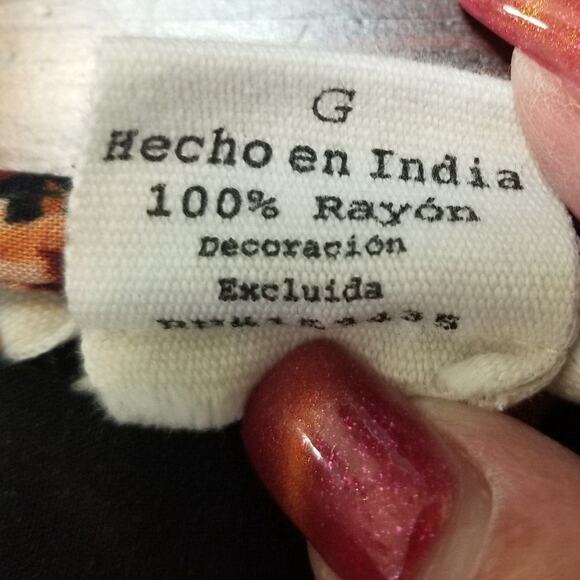 G
Hecho en India
100% Rayón
Decoración
Excluida